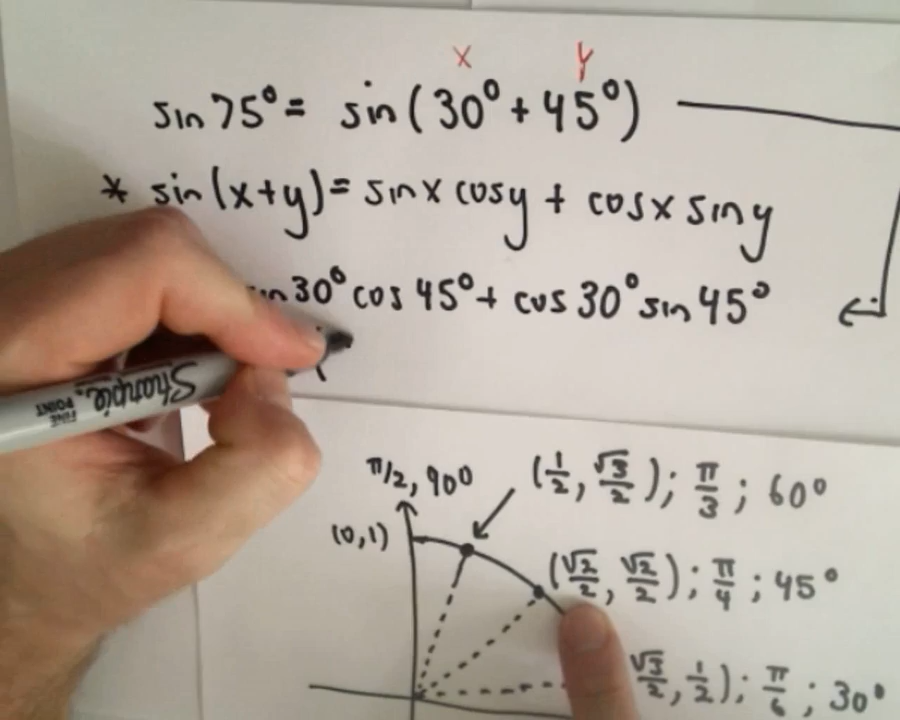 x y
sin 75° = sin(30° + 45°)
* sin(x+y) = sin x cos y + cos x sin y
30° cos 45° + cos 30° sin 45°
Sharpie
FINE POINT
π/2, 90°
(1/2, √3/2); π/3; 60°
(0,1)
(√2/2, √2/2); π/4; 45°
√3/2, 1/2); π/6; 30°